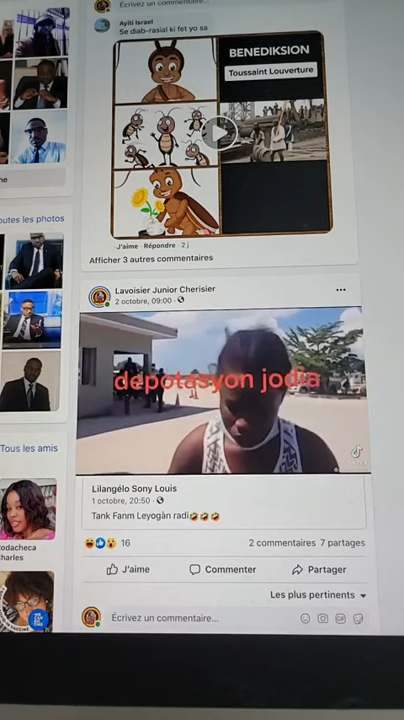 Écrivez un commentaire...
Ayiti Israel
Se diab-rasial ki fet yo sa
BENEDIKSION
Toussaint Louverture
J'aime · Répondre · 2 j
Afficher 3 autres commentaires
outes les photos
Lavoisier Junior Cherisier
2 octobre, 09:00 ·
depotasyon jodia
Lilangélo Sony Louis
1 octobre, 20:50 ·
Tank Fanm Leyogàn radi🤣🤣🤣
16
2 commentaires 7 partages
J'aime
Commenter
Partager
Les plus pertinents
Écrivez un commentaire...
GIF
Tous les amis
odacheca
harles